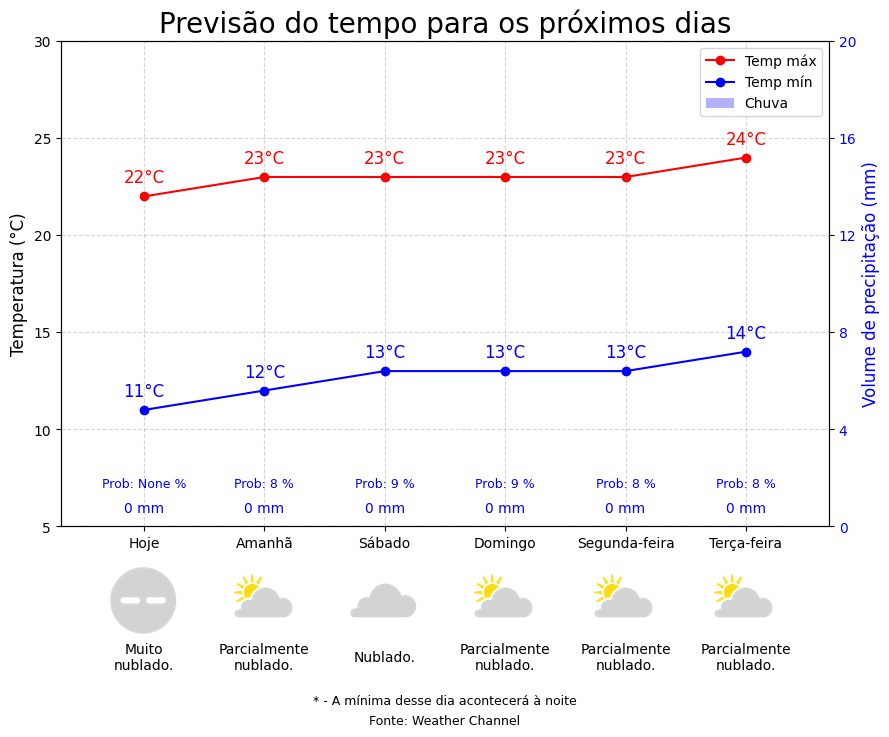 Previsão do tempo para os próximos dias
30
25
20
15
10
5
Temperatura (°C)
20
16
12
8
4
0
Volume de precipitação (mm)
Temp máx
Temp mín
Chuva
22°C
23°C
23°C
23°C
23°C
24°C
11°C
12°C
13°C
13°C
13°C
14°C
Prob: None %
Prob: 8 %
Prob: 9 %
Prob: 9 %
Prob: 8 %
Prob: 8 %
0 mm
0 mm
0 mm
0 mm
0 mm
0 mm
Hoje
Amanhã
Sábado
Domingo
Segunda-feira
Terça-feira
Muito
nublado.
Parcialmente
nublado.
Nublado.
Parcialmente
nublado.
Parcialmente
nublado.
Parcialmente
nublado.
* - A mínima desse dia acontecerá à noite
Fonte: Weather Channel